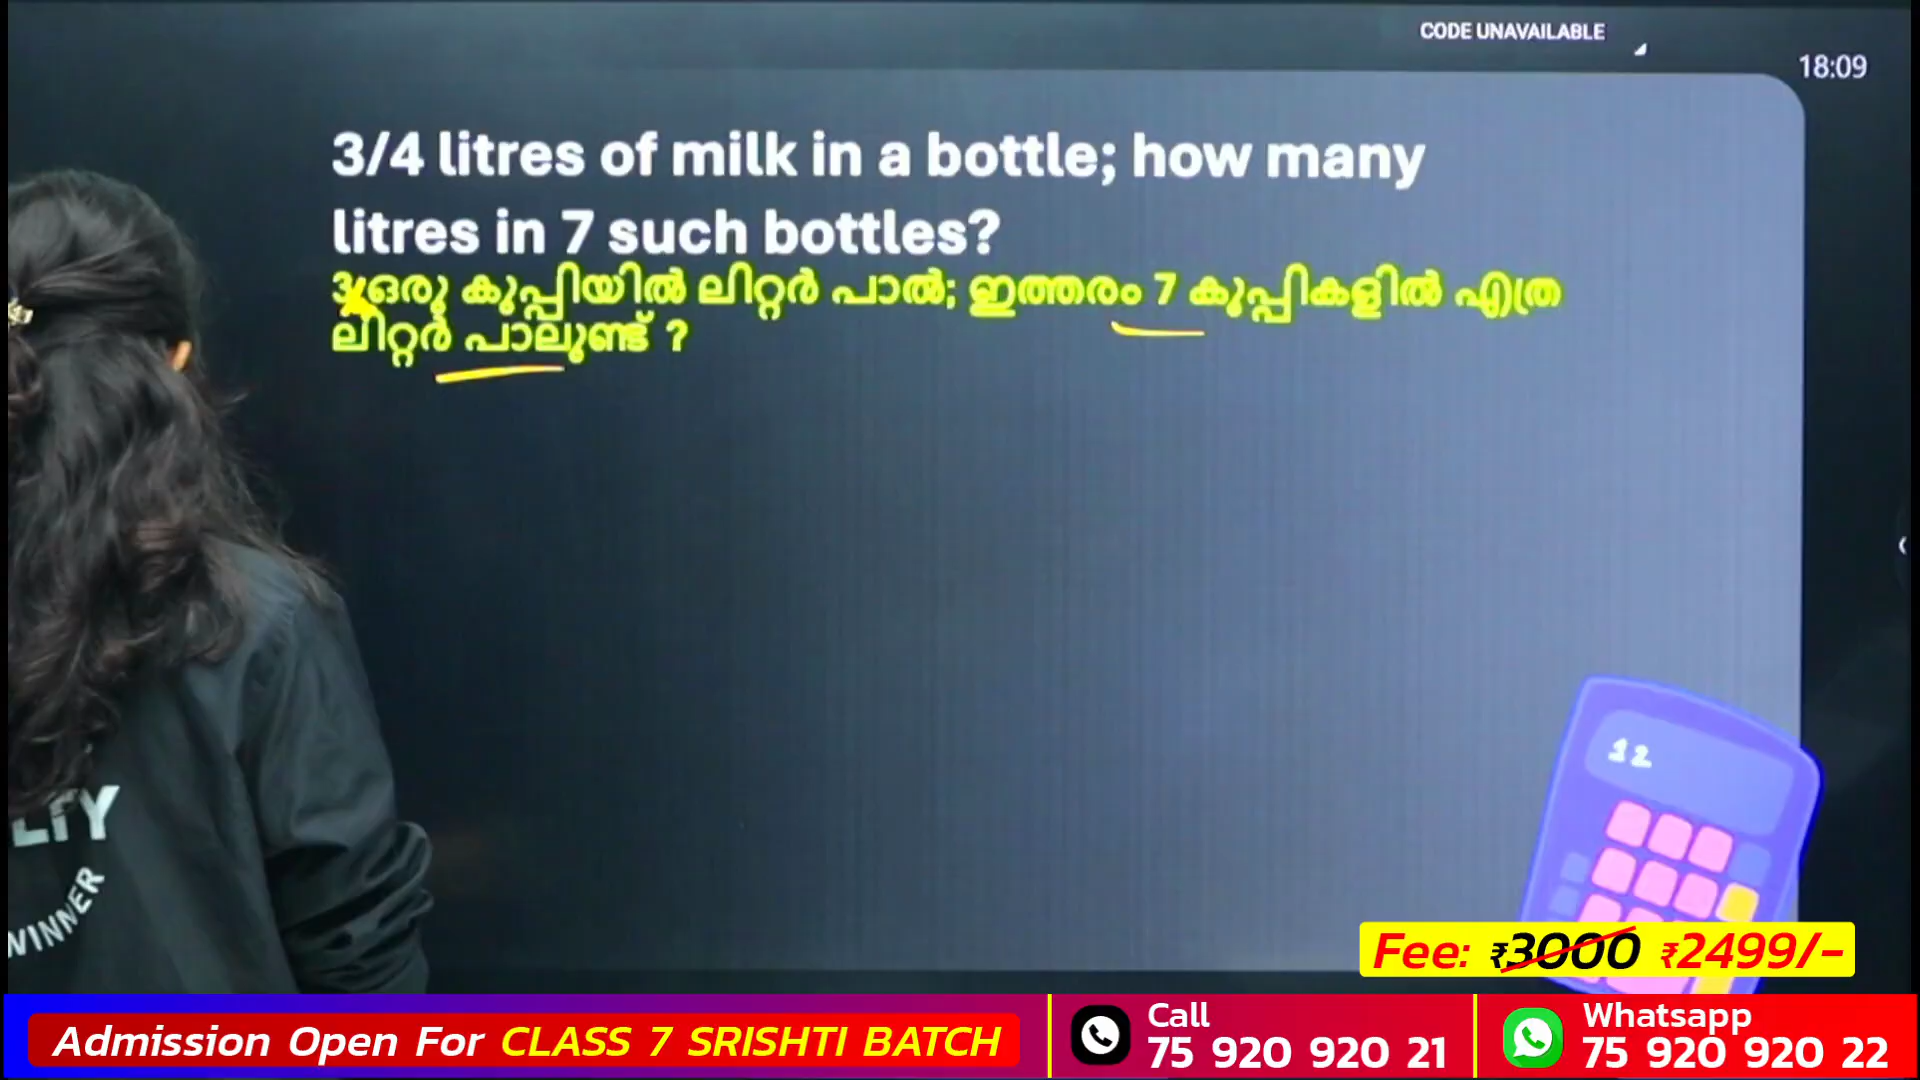 CODE UNAVAILABLE
18:09
3/4 litres of milk in a bottle; how many
litres in 7 such bottles?
ഒരു കുപ്പിയിൽ ലിറ്റർ പാൽ; ഇത്തരം 7 കുപ്പികളിൽ എത്ര
ലിറ്റർ പാലുണ്ട് ?
12
WINNER
Fee: ₹3000 ₹2499/-
Admission Open For CLASS 7 SRISHTI BATCH
Call
75 920 920 21
Whatsapp
75 920 920 22